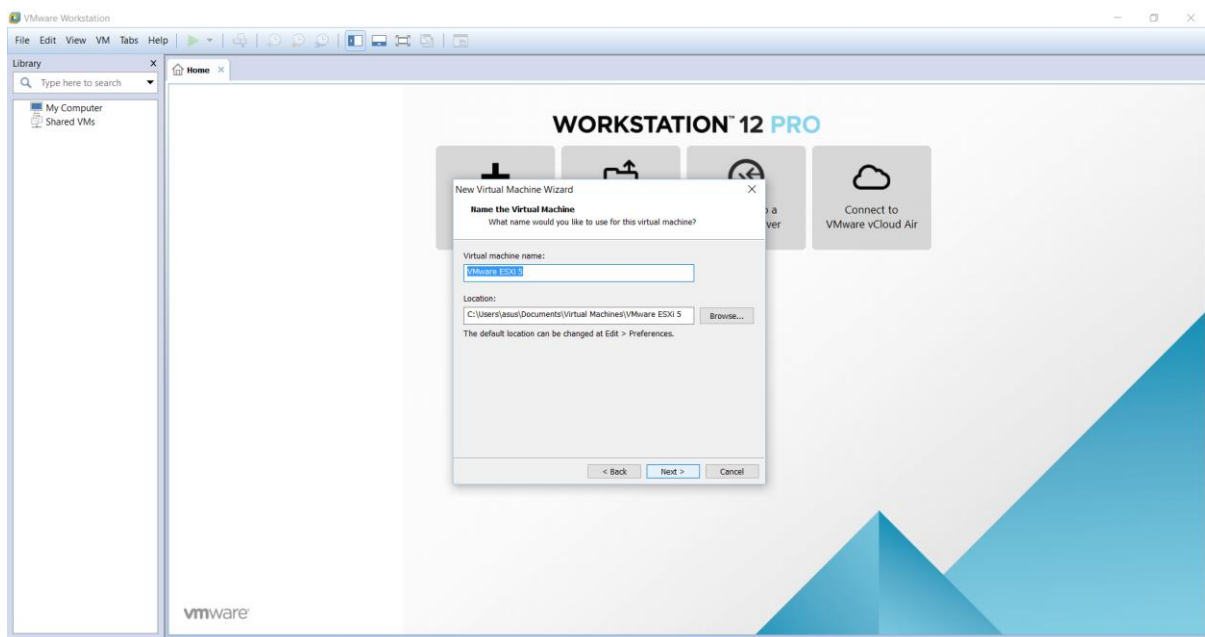 VMware Workstation
File Edit View VM Tabs Help
Library X
Type here to search
My Computer
Shared VMs
Home ×
WORKSTATION™ 12 PRO
Connect to
VMware vCloud Air
a
ver
New Virtual Machine Wizard
Name the Virtual Machine
What name would you like to use for this virtual machine?
Virtual machine name:
VMware ESXi 5
Location:
C:\Users\asus\Documents\Virtual Machines\VMware ESXi 5
Browse...
The default location can be changed at Edit > Preferences.
< Back Next > Cancel
vmware